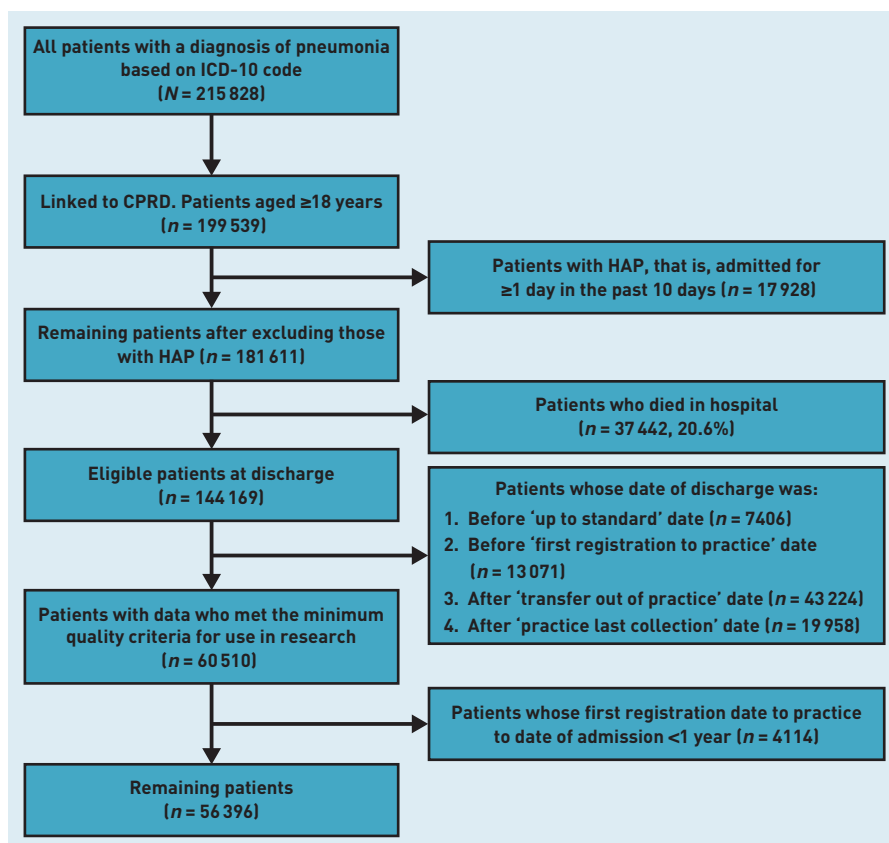 All patients with a diagnosis of pneumonia
based on ICD-10 code
(N = 215 828)
Linked to CPRD. Patients aged ≥18 years
(n = 199 539)
Patients with HAP, that is, admitted for
≥1 day in the past 10 days (n = 17 928)
Remaining patients after excluding those
with HAP (n = 181 611)
Patients who died in hospital
(n = 37 442, 20.6%)
Eligible patients at discharge
(n = 144 169)
Patients whose date of discharge was:
1. Before ‘up to standard’ date (n = 7406)
2. Before ‘first registration to practice’ date
(n = 13 071)
3. After ‘transfer out of practice’ date (n = 43 224)
4. After ‘practice last collection’ date (n = 19 958)
Patients with data who met the minimum
quality criteria for use in research
(n = 60 510)
Patients whose first registration date to practice
to date of admission <1 year (n = 4114)
Remaining patients
(n = 56 396)